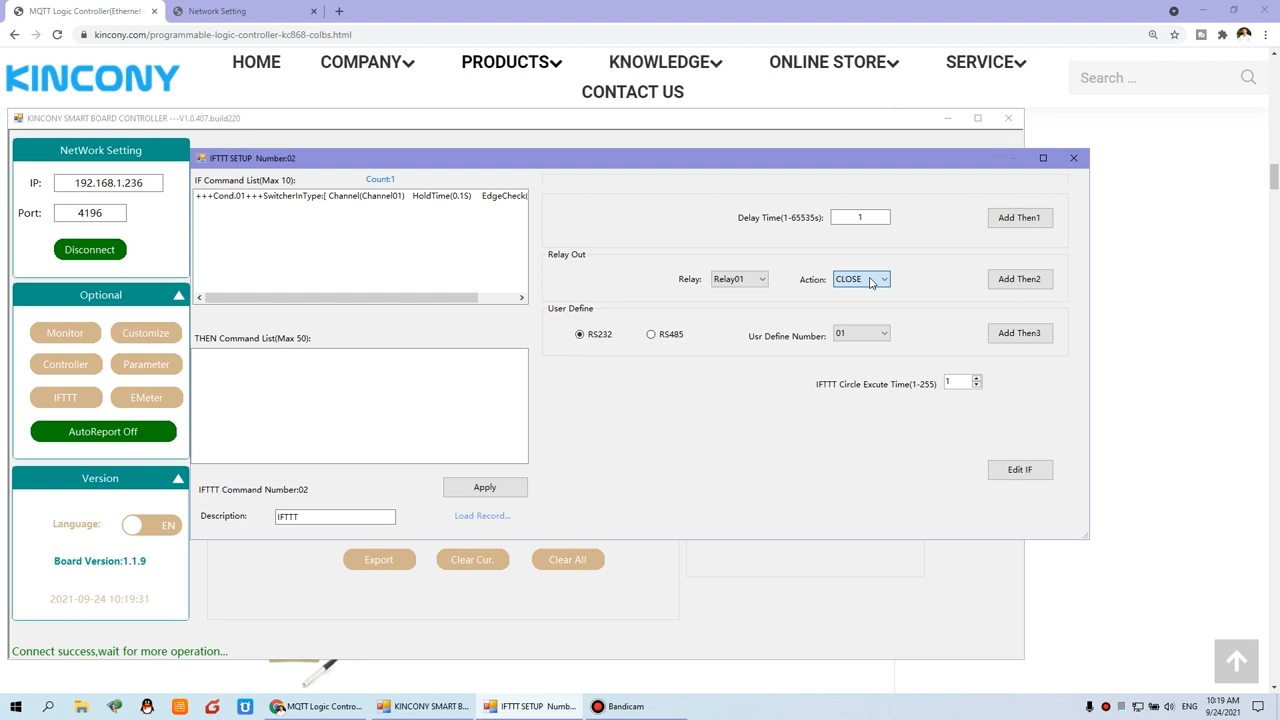 MQTT Logic Controller(Ethernet
Network Setting
kincony.com/programmable-logic-controller-kc868-colbs.html
KINCONY
HOME
COMPANY
PRODUCTS
KNOWLEDGE
ONLINE STORE
SERVICE
CONTACT US
Search ...
KINCONY SMART BOARD CONTROLLER ---V1.0.407.build220
NetWork Setting
IP: 192.168.1.236
Port: 4196
Disconnect
Optional
Monitor
Customize
Controller
Parameter
IFTTT
EMeter
AutoReport Off
Version
Language: EN
Board Version:1.1.9
2021-09-24 10:19:31
Connect success,wait for more operation...
IFTTT SETUP Number:02
IF Command List(Max 10):
Count:1
+++Cond.01+++SwitcherInType:[ Channel(Channel01) HoldTime(0.1S) EdgeCheck(
THEN Command List(Max 50):
IFTTT Command Number:02
Apply
Description: IFTTT
Load Record...
Delay Time(1-65535s): 1
Add Then1
Relay Out
Relay: Relay01
Action: CLOSE
Add Then2
User Define
RS232
RS485
Usr Define Number: 01
Add Then3
IFTTT Circle Excute Time(1-255) 1
Edit IF
Export
Clear Cur.
Clear All
MQTT Logic Contro...
KINCONY SMART B...
IFTTT SETUP Numb...
Bandicam
ENG
10:19 AM
9/24/2021